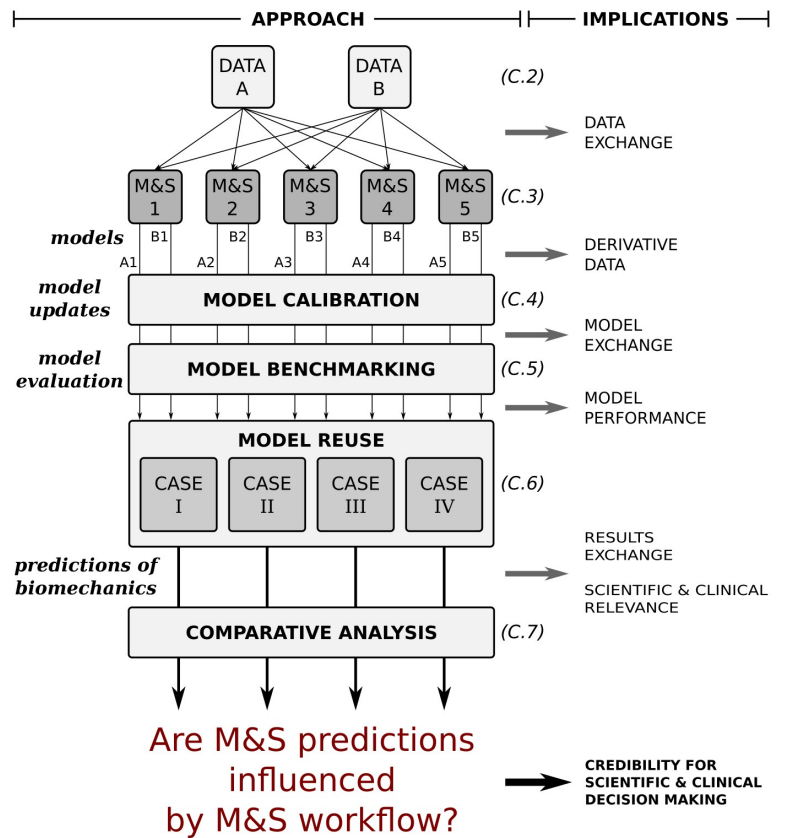 APPROACH
IMPLICATIONS
DATA
A
DATA
B
(C.2)
DATA
EXCHANGE
M&S
1
M&S
2
M&S
3
M&S
4
M&S
5
(C.3)
models
B1
B2
B3
B4
B5
A1
A2
A3
A4
A5
DERIVATIVE
DATA
model
updates
MODEL CALIBRATION
(C.4)
MODEL
EXCHANGE
model
evaluation
MODEL BENCHMARKING
(C.5)
MODEL
PERFORMANCE
MODEL REUSE
CASE
I
CASE
II
CASE
III
CASE
IV
(C.6)
RESULTS
EXCHANGE
predictions of
biomechanics
SCIENTIFIC & CLINICAL
RELEVANCE
COMPARATIVE ANALYSIS
(C.7)
Are M&S predictions
influenced
by M&S workflow?
CREDIBILITY FOR
SCIENTIFIC & CLINICAL
DECISION MAKING